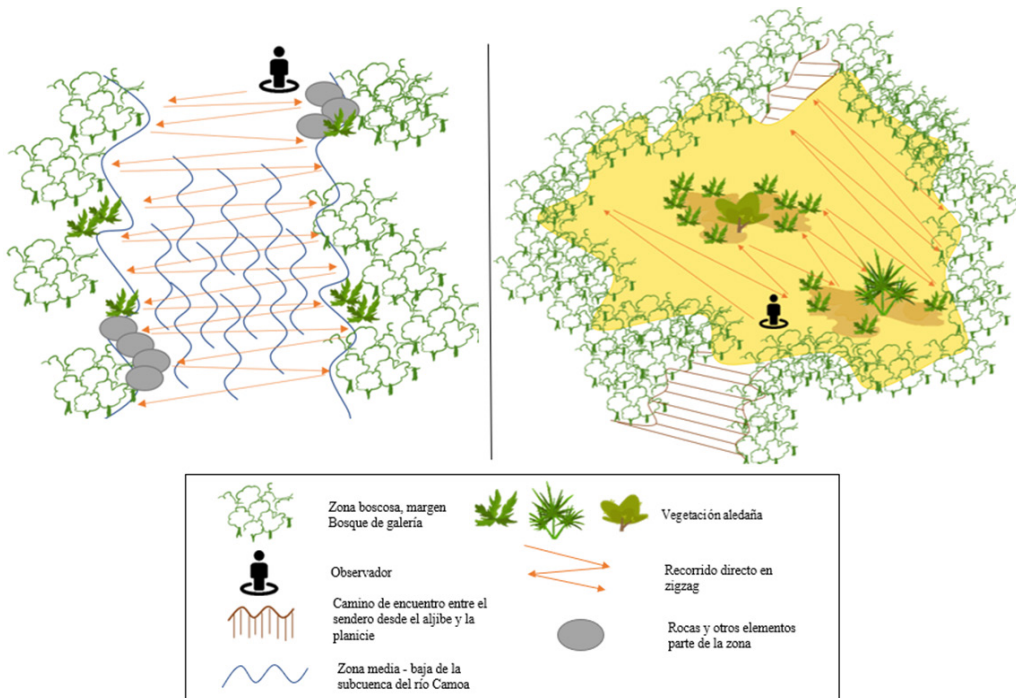 Zona boscosa, margen
Bosque de galería
Vegetación aledaña
Observador
Recorrido directo en
zigzag
Camino de encuentro entre el
sendero desde el aljibe y la
planicie
Rocas y otros elementos
parte de la zona
Zona media - baja de la
subcuenca del río Camoa